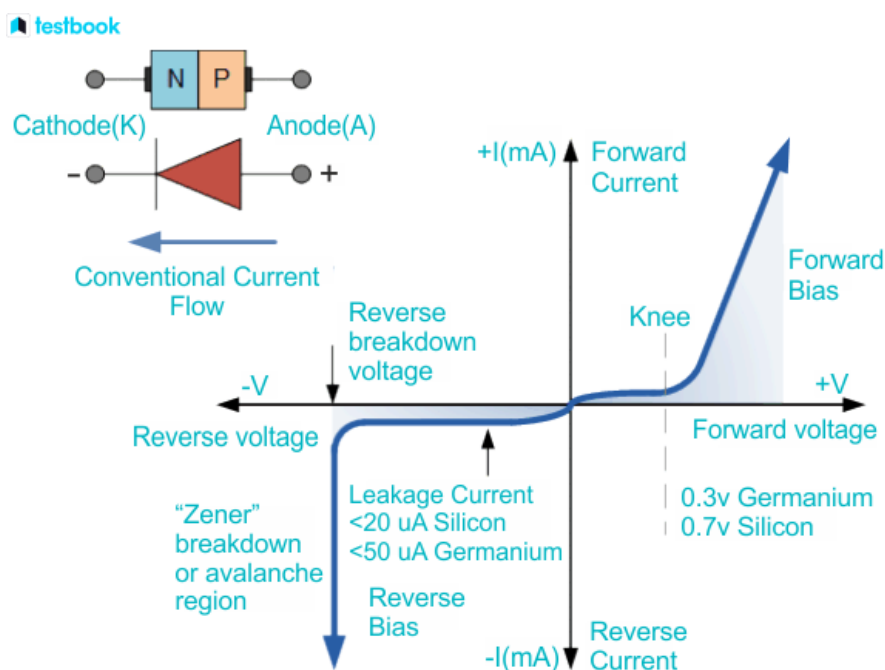 testbook
N P
Cathode(K) Anode(A)
- +
Conventional Current
Flow
+I(mA)
Forward
Current
Forward
Bias
Knee
Reverse
breakdown
voltage
-V
+V
Reverse voltage
Forward voltage
"Zener"
breakdown
or avalanche
region
Leakage Current
<20 uA Silicon
<50 uA Germanium
0.3v Germanium
0.7v Silicon
Reverse
Bias
-I(mA)
Reverse
Current